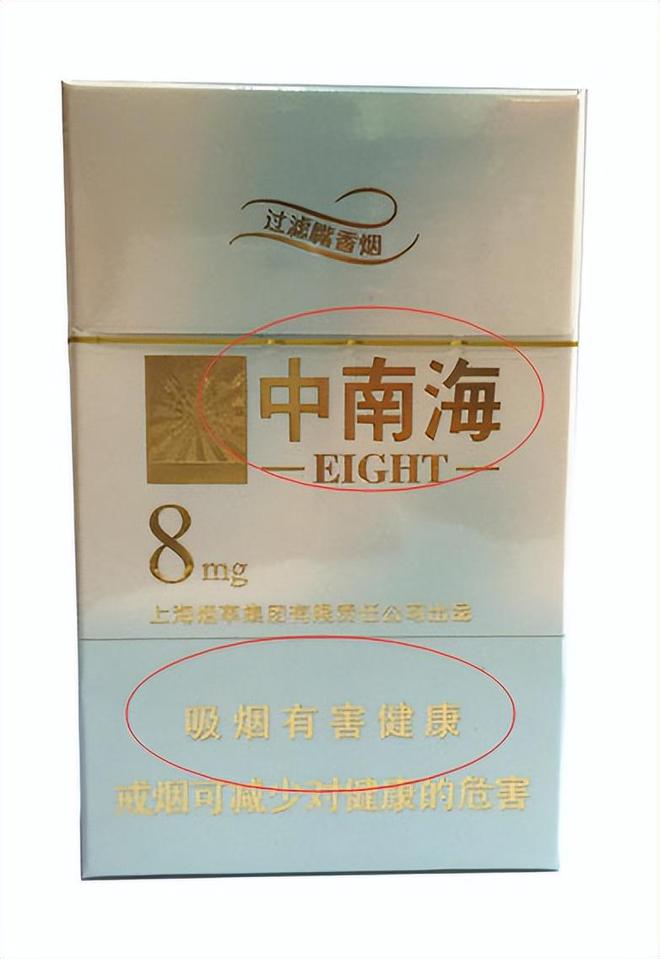 过滤嘴香烟
中南海
EIGHT
8mg
上海烟草集团有限责任公司出品
吸烟有害健康
戒烟可减少对健康的危害